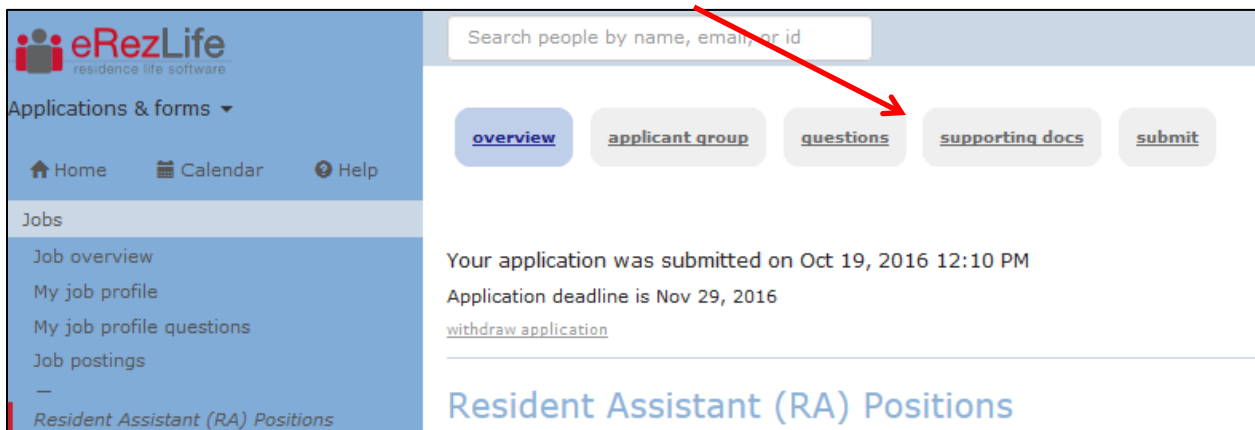 eRezLife
residence life software
Applications & forms
Home Calendar Help
Jobs
Job overview
My job profile
My job profile questions
Job postings
—
Resident Assistant (RA) Positions
Search people by name, email, or id
overview applicant group questions supporting docs submit
Your application was submitted on Oct 19, 2016 12:10 PM
Application deadline is Nov 29, 2016
withdraw application
Resident Assistant (RA) Positions